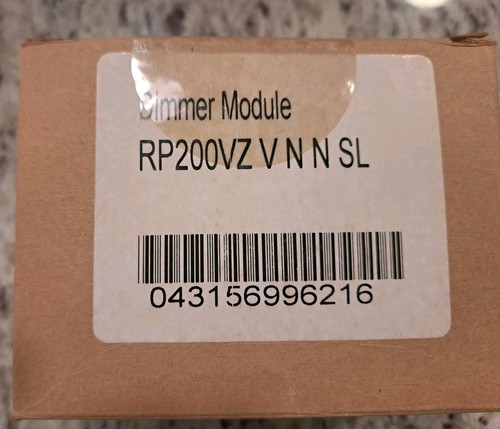 Dimmer Module
RP200VZ V N N SL
043156996216